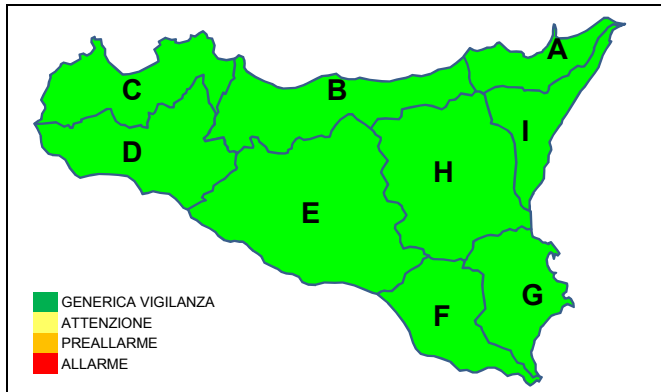 A
C
B
I
D
H
E
G
F
GENERICA VIGILANZA
ATTENZIONE
PREALLARME
ALLARME